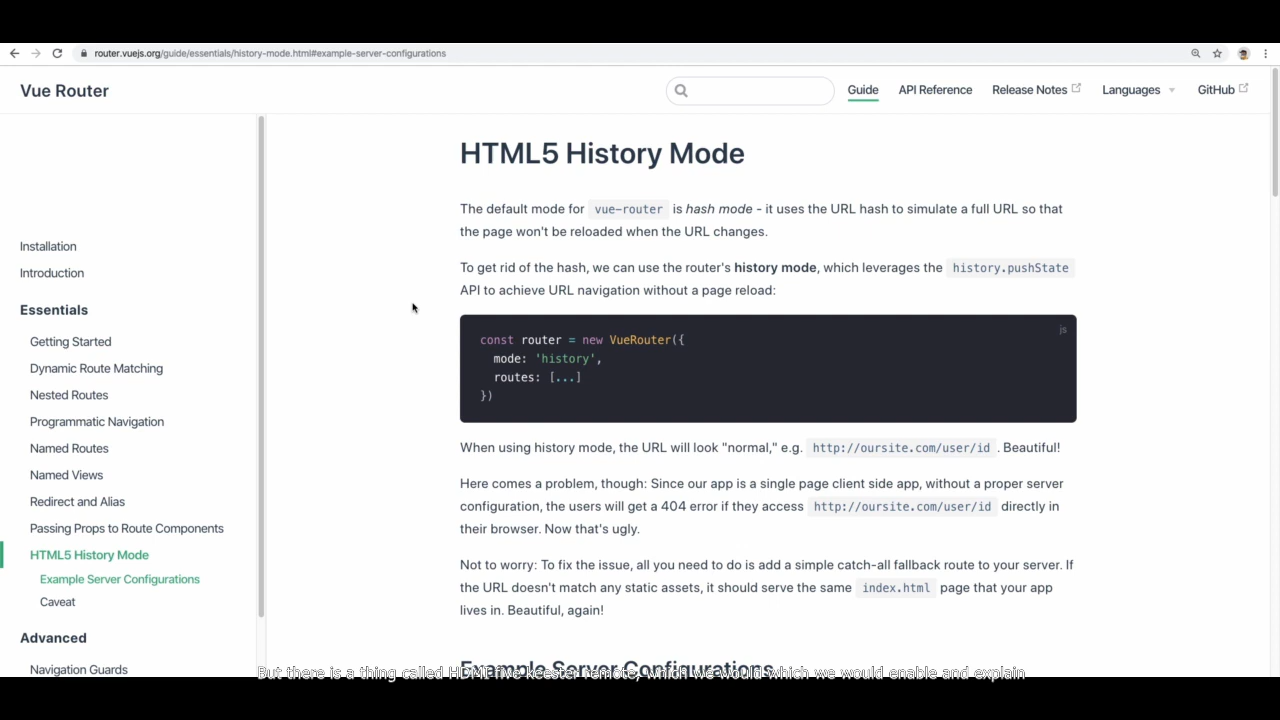 router.vuejs.org/guide/essentials/history-mode.html#example-server-configurations
Vue Router
Guide
API Reference
Release Notes
Languages
GitHub
Installation
Introduction
Essentials
Getting Started
Dynamic Route Matching
Nested Routes
Programmatic Navigation
Named Routes
Named Views
Redirect and Alias
Passing Props to Route Components
HTML5 History Mode
Example Server Configurations
Caveat
Advanced
Navigation Guards
HTML5 History Mode
The default mode for vue-router is hash mode - it uses the URL hash to simulate a full URL so that
the page won't be reloaded when the URL changes.
To get rid of the hash, we can use the router's history mode, which leverages the history.pushState
API to achieve URL navigation without a page reload:
js
const router = new VueRouter({
mode: 'history',
routes: [...]
})
When using history mode, the URL will look "normal," e.g. http://oursite.com/user/id . Beautiful!
Here comes a problem, though: Since our app is a single page client side app, without a proper server
configuration, the users will get a 404 error if they access http://oursite.com/user/id directly in
their browser. Now that's ugly.
Not to worry: To fix the issue, all you need to do is add a simple catch-all fallback route to your server. If
the URL doesn't match any static assets, it should serve the same index.html page that your app
lives in. Beautiful, again!
Example Server Configurations
But there is a thing called HDMI five keester remote, which we would which we would enable and explain